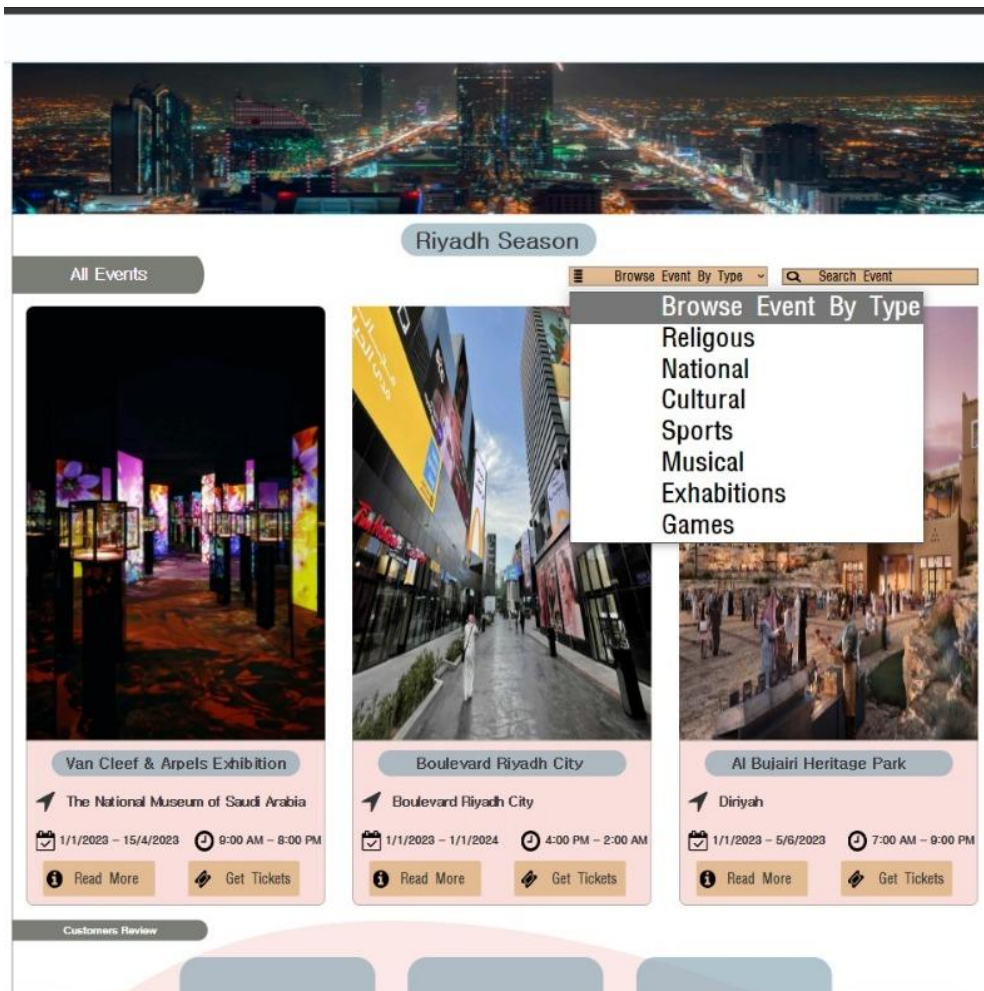 Riyadh Season
All Events
Browse Event By Type
Search Event
Browse Event By Type
Religous
National
Cultural
Sports
Musical
Exhabitions
Games
Tim Hortons
Van Cleef & Arpels Exhibition
Boulevard Riyadh City
Al Bujairi Heritage Park
The National Museum of Saudi Arabia
Boulevard Riyadh City
Diriyah
1/1/2023 – 15/4/2023 9:00 AM – 8:00 PM
1/1/2023 – 1/1/2024 4:00 PM – 2:00 AM
1/1/2023 – 5/6/2023 7:00 AM – 9:00 PM
Read More Get Tickets
Read More Get Tickets
Read More Get Tickets
Customers Review